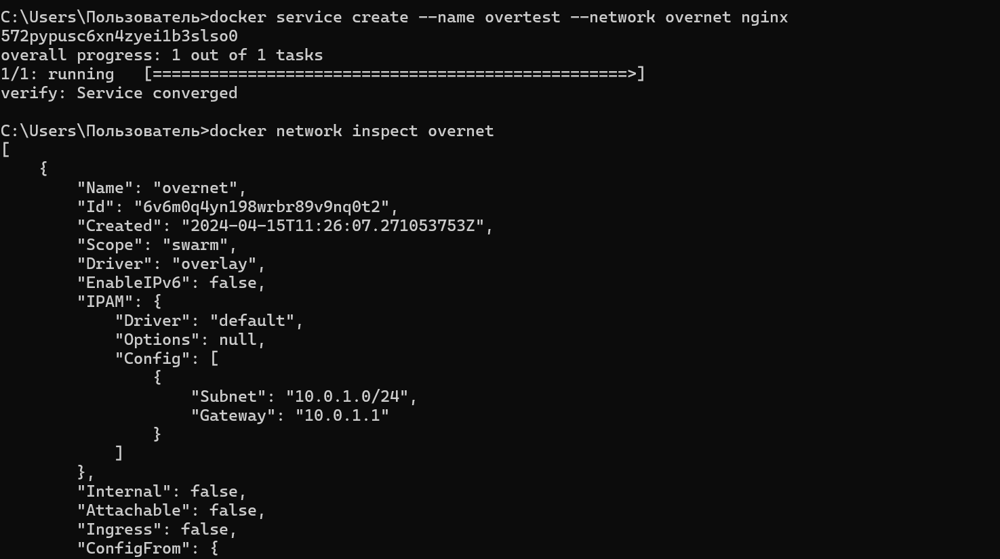 C:\Users\Пользователь>docker service create --name overtest --network overnet nginx
572pypusc6xn4zyei1b3slso0
overall progress: 1 out of 1 tasks
1/1: running   [==================================================>]
verify: Service converged

C:\Users\Пользователь>docker network inspect overnet
[
    {
        "Name": "overnet",
        "Id": "6v6m0q4yn198wrbr89v9nq0t2",
        "Created": "2024-04-15T11:26:07.271053753Z",
        "Scope": "swarm",
        "Driver": "overlay",
        "EnableIPv6": false,
        "IPAM": {
            "Driver": "default",
            "Options": null,
            "Config": [
                {
                    "Subnet": "10.0.1.0/24",
                    "Gateway": "10.0.1.1"
                }
            ]
        },
        "Internal": false,
        "Attachable": false,
        "Ingress": false,
        "ConfigFrom": {